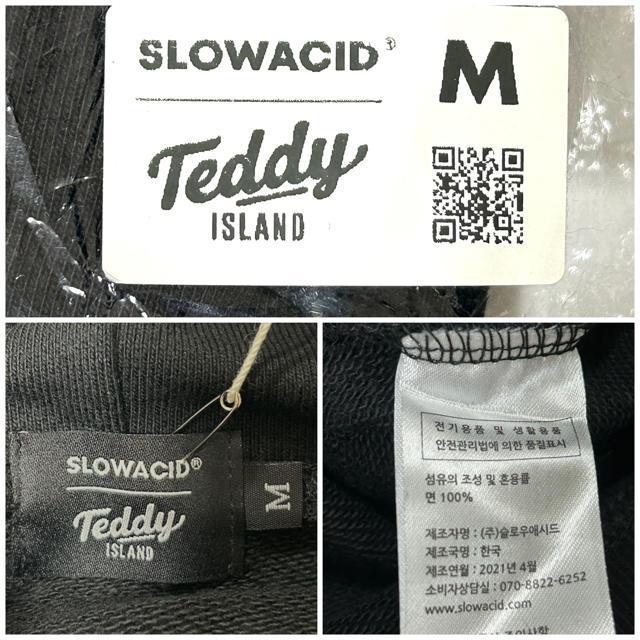 SLOWACID®
M
Teddy
ISLAND
SLOWACID®
M
Teddy
ISLAND
전기용품 및 생활용품
안전관리법에 의한 품질표시
섬유의 조성 및 혼용률
면 100%
제조자명 : (주)슬로우애시드
제조국명 : 한국
제조연월 : 2021년 4월
소비자상담실 : 070-8822-6252
www.slowacid.com